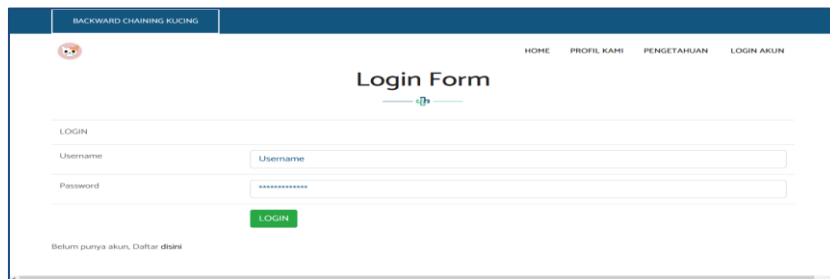 BACKWARD CHAINING KUCING
HOME PROFIL KAMI PENGETAHUAN LOGIN AKUN
Login Form
LOGIN
Username Username
Password *************
LOGIN
Belum punya akun, Daftar disini